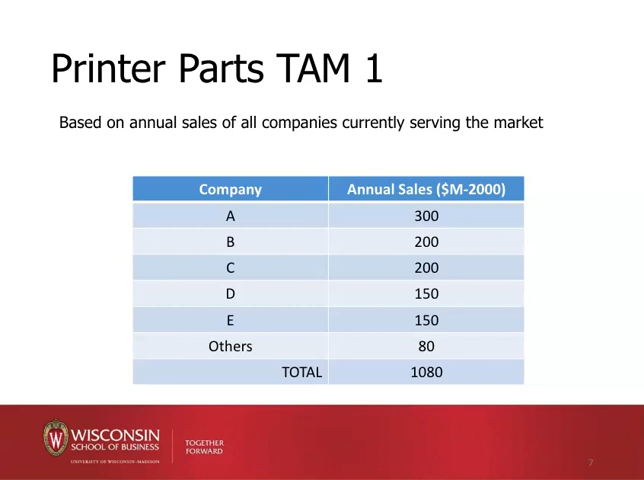 Printer Parts TAM 1
Based on annual sales of all companies currently serving the market
Company Annual Sales ($M-2000)
A 300
B 200
C 200
D 150
E 150
Others 80
TOTAL 1080
WISCONSIN
SCHOOL OF BUSINESS
UNIVERSITY OF WISCONSIN-MADISON
TOGETHER
FORWARD
7